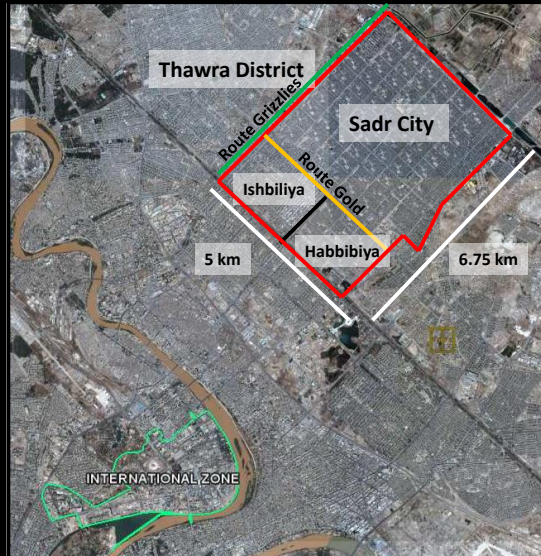 Thawra District
Route Grizzlies
Sadr City
Route Gold
Ishbiliya
Habbibiya
5 km
6.75 km
INTERNATIONAL ZONE